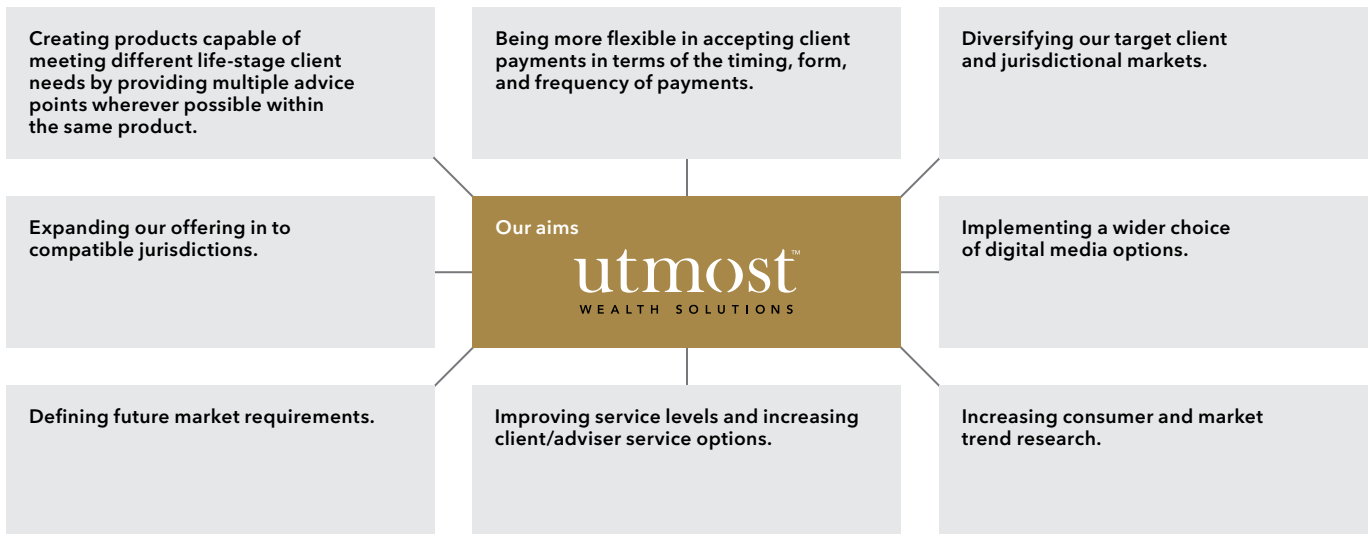 Creating products capable of
meeting different life-stage client
needs by providing multiple advice
points wherever possible within
the same product.
Being more flexible in accepting client
payments in terms of the timing, form,
and frequency of payments.
Diversifying our target client
and jurisdictional markets.
Expanding our offering in to
compatible jurisdictions.
Our aims
utmost™
WEALTH SOLUTIONS
Implementing a wider choice
of digital media options.
Defining future market requirements.
Improving service levels and increasing
client/adviser service options.
Increasing consumer and market
trend research.